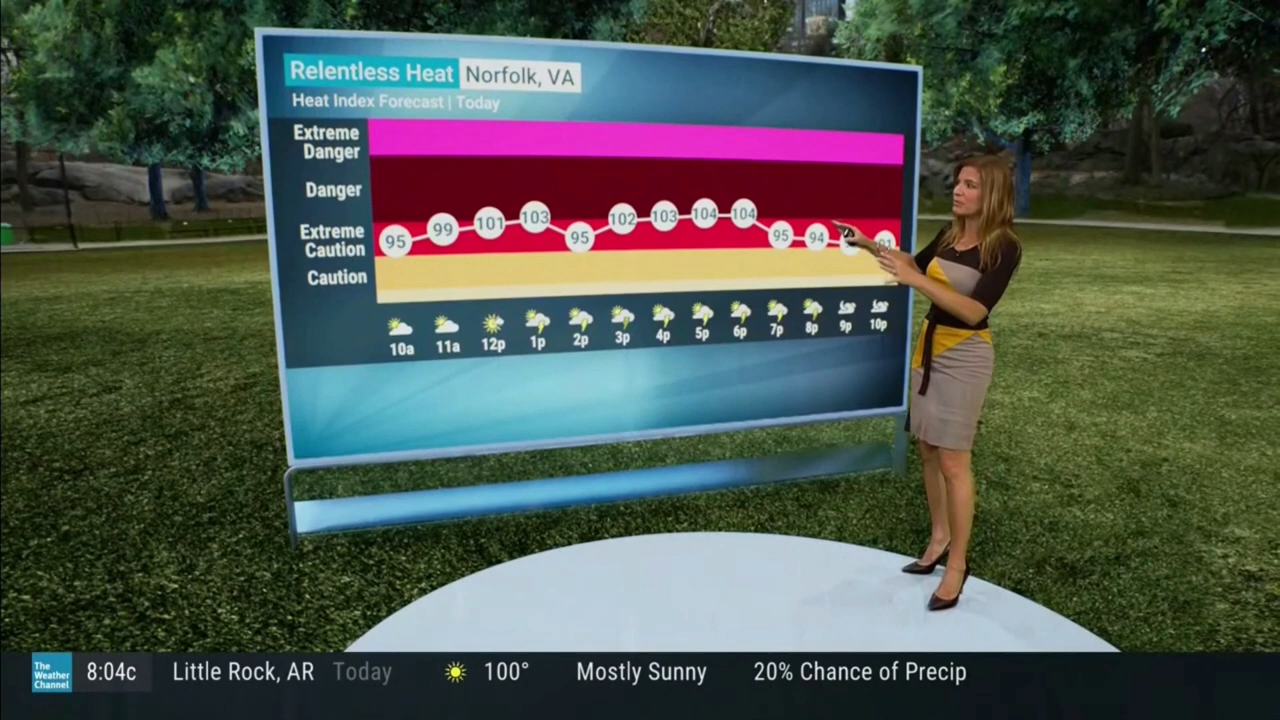 Relentless Heat Norfolk, VA
Heat Index Forecast | Today
Extreme
Danger
Danger
Extreme
Caution
Caution
95 99 101 103 95 102 103 104 104 95 94
10a 11a 12p 1p 2p 3p 4p 5p 6p 7p 8p 9p 10p
The
Weather
Channel
8:04c Little Rock, AR Today 100° Mostly Sunny 20% Chance of Precip